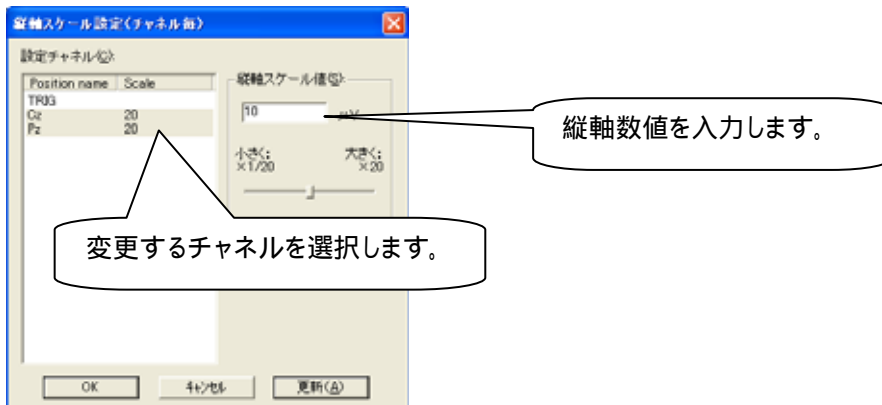 縦軸スケール設定(チャネル毎)
設定チャネル(C):
Position name Scale
TRIG
Cz 20
Pz 20
縦軸スケール値(S):
10 μV
小さく: 大きく:
×1/20 ×20
縦軸数値を入力します。
変更するチャネルを選択します。
OK キャンセル 更新(A)